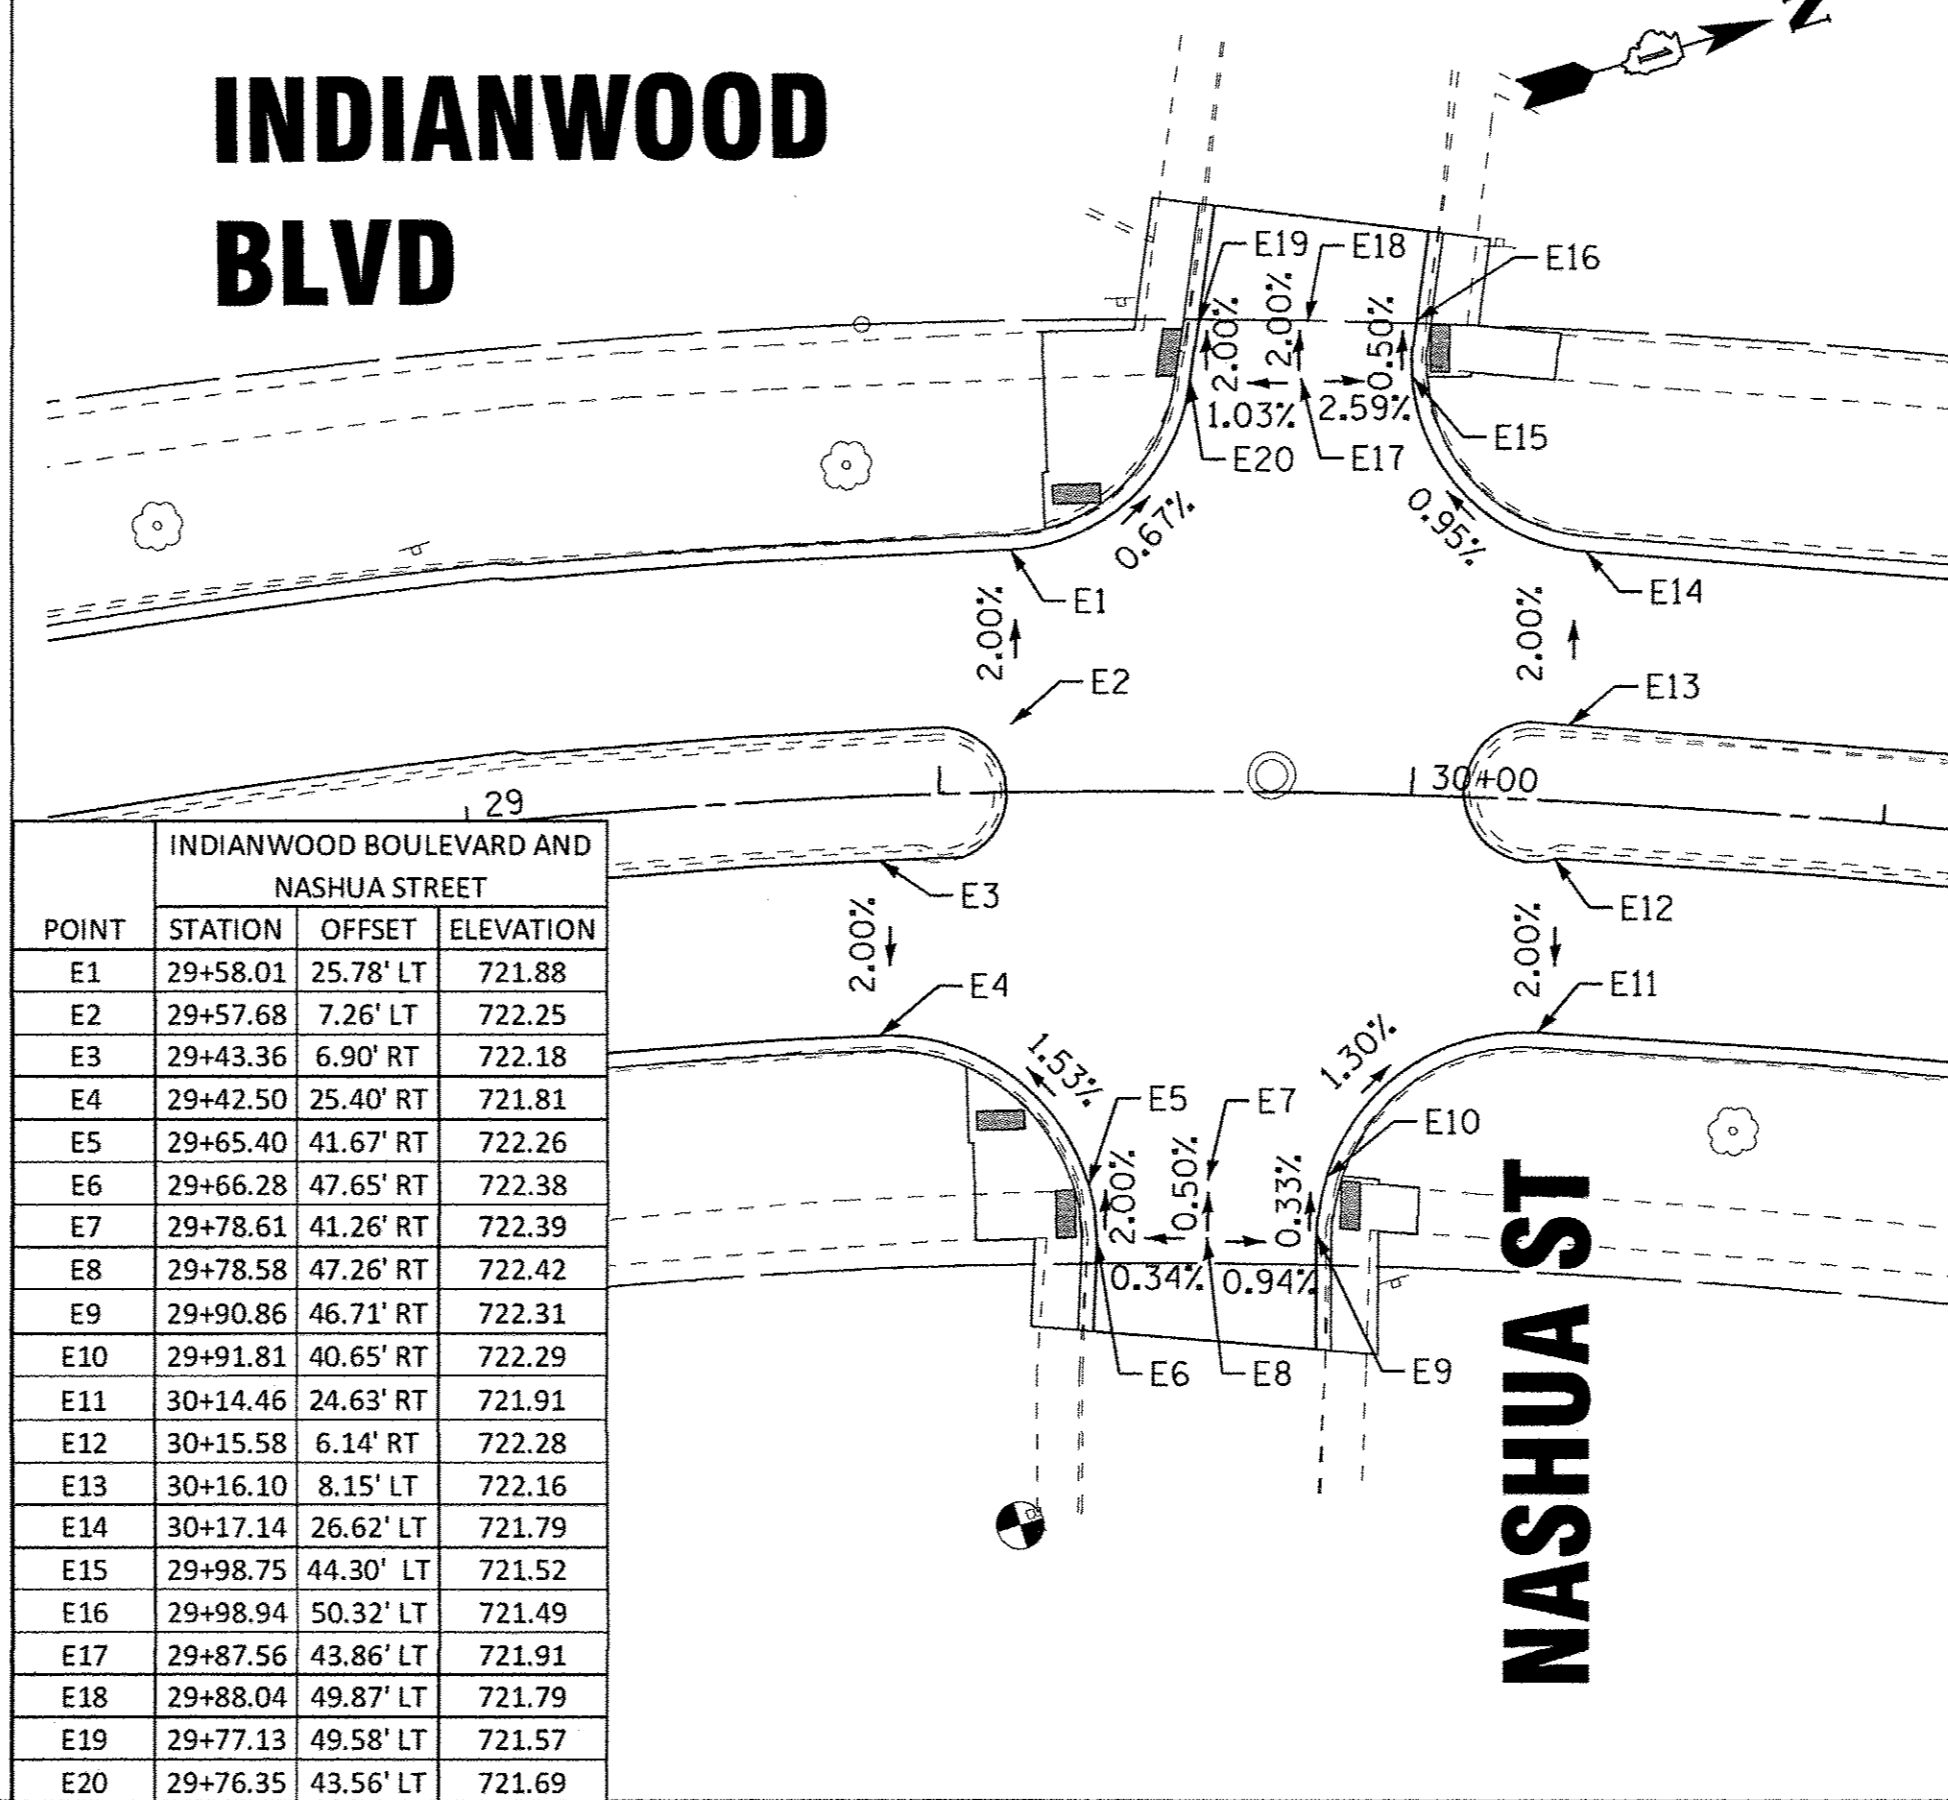 INDIANWOOD
BLVD
N
E19
E18
E16
2.00%
2.00%
0.50%
1.03%
2.59%
E20
E17
E15
0.67%
0.95%
E1
E14
2.00%
2.00%
E2
E13
29
30+00
E3
E12
2.00%
2.00%
E4
E11
1.53%
1.30%
E5
E7
E10
2.00%
0.50%
0.33%
0.34%
0.94%
E6
E8
E9
NASHUA ST
INDIANWOOD BOULEVARD AND
NASHUA STREET
POINT STATION OFFSET ELEVATION
E1 29+58.01 25.78' LT 721.88
E2 29+57.68 7.26' LT 722.25
E3 29+43.36 6.90' RT 722.18
E4 29+42.50 25.40' RT 721.81
E5 29+65.40 41.67' RT 722.26
E6 29+66.28 47.65' RT 722.38
E7 29+78.61 41.26' RT 722.39
E8 29+78.58 47.26' RT 722.42
E9 29+90.86 46.71' RT 722.31
E10 29+91.81 40.65' RT 722.29
E11 30+14.46 24.63' RT 721.91
E12 30+15.58 6.14' RT 722.28
E13 30+16.10 8.15' LT 722.16
E14 30+17.14 26.62' LT 721.79
E15 29+98.75 44.30' LT 721.52
E16 29+98.94 50.32' LT 721.49
E17 29+87.56 43.86' LT 721.91
E18 29+88.04 49.87' LT 721.79
E19 29+77.13 49.58' LT 721.57
E20 29+76.35 43.56' LT 721.69